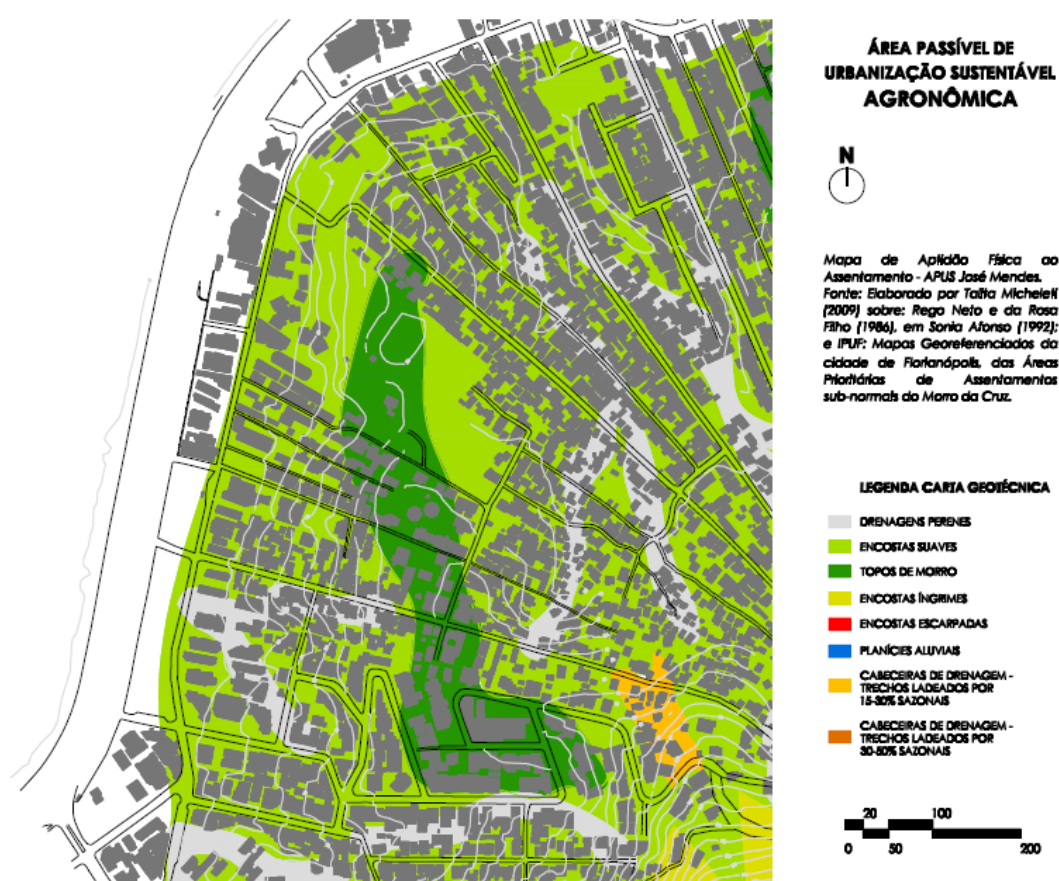 ÁREA PASSÍVEL DE
URBANIZAÇÃO SUSTENTÁVEL
AGRONÔMICA
N
Mapa de Aptidão Física ao
Assentamento - APUS José Mendes.
Fonte: Elaborado por Talita Micheleti
(2009) sobre: Rego Neto e da Rosa
Filho (1986), em Sonia Afonso (1992);
e IPUF: Mapas Georeferenciados da
cidade de Florianópolis, das Áreas
Prioritárias de Assentamentos
sub-normais do Morro da Cruz.
LEGENDA CARTA GEOTÉCNICA
DRENAGENS PERENES
ENCOSTAS SUAVES
TOPOS DE MORRO
ENCOSTAS ÍNGRIMES
ENCOSTAS ESCARPADAS
PLANÍCIES ALUVIAIS
CABECEIRAS DE DRENAGEM -
TRECHOS LADEADOS POR
15-30% SAZONAIS
CABECEIRAS DE DRENAGEM -
TRECHOS LADEADOS POR
30-50% SAZONAIS
20 100
0 50 200